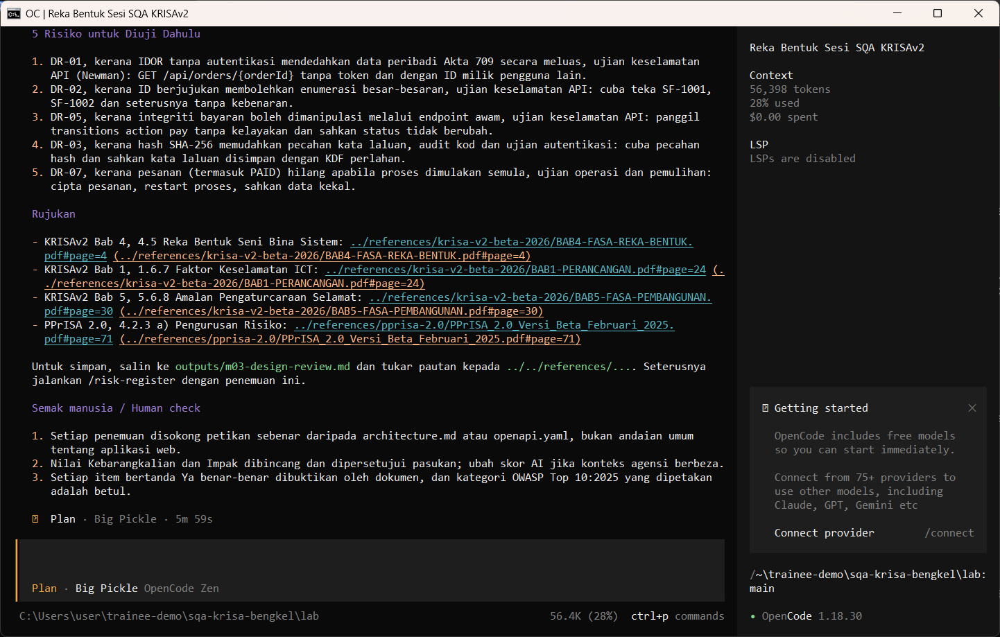 OC | Reka Bentuk Sesi SQA KRISAv2
5 Risiko untuk Diuji Dahulu
1. DR-01, kerana IDOR tanpa autentikasi mendedahkan data peribadi Akta 709 secara meluas, ujian keselamatan
API (Newman): GET /api/orders/{orderId} tanpa token dan dengan ID milik pengguna lain.
2. DR-02, kerana ID berjujukan membolehkan enumerasi besar-besaran, ujian keselamatan API: cuba teka SF-1001,
SF-1002 dan seterusnya tanpa kebenaran.
3. DR-05, kerana integriti bayaran boleh dimanipulasi melalui endpoint awam, ujian keselamatan API: panggil
transitions action pay tanpa kelayakan dan sahkan status tidak berubah.
4. DR-03, kerana hash SHA-256 memudahkan pecahan kata laluan, audit kod dan ujian autentikasi: cuba pecahan
hash dan sahkan kata laluan disimpan dengan KDF perlahan.
5. DR-07, kerana pesanan (termasuk PAID) hilang apabila proses dimulakan semula, ujian operasi dan pemulihan:
cipta pesanan, restart proses, sahkan data kekal.
Rujukan
- KRISAv2 Bab 4, 4.5 Reka Bentuk Seni Bina Sistem: ../references/krisa-v2-beta-2026/BAB4-FASA-REKA-BENTUK.
pdf#page=4 (../references/krisa-v2-beta-2026/BAB4-FASA-REKA-BENTUK.pdf#page=4)
- KRISAv2 Bab 1, 1.6.7 Faktor Keselamatan ICT: ../references/krisa-v2-beta-2026/BAB1-PERANCANGAN.pdf#page=24 (.
./references/krisa-v2-beta-2026/BAB1-PERANCANGAN.pdf#page=24)
- KRISAv2 Bab 5, 5.6.8 Amalan Pengaturcaraan Selamat: ../references/krisa-v2-beta-2026/BAB5-FASA-PEMBANGUNAN.
pdf#page=30 (../references/krisa-v2-beta-2026/BAB5-FASA-PEMBANGUNAN.pdf#page=30)
- PPrISA 2.0, 4.2.3 a) Pengurusan Risiko: ../references/pprisa-2.0/PPrISA_2.0_Versi_Beta_Februari_2025.
pdf#page=71 (../references/pprisa-2.0/PPrISA_2.0_Versi_Beta_Februari_2025.pdf#page=71)
Untuk simpan, salin ke outputs/m03-design-review.md dan tukar pautan kepada ../../references/.... Seterusnya
jalankan /risk-register dengan penemuan ini.
Semak manusia / Human check
1. Setiap penemuan disokong petikan sebenar daripada architecture.md atau openapi.yaml, bukan andaian umum
tentang aplikasi web.
2. Nilai Kebarangkalian dan Impak dibincang dan dipersetujui pasukan; ubah skor AI jika konteks agensi berbeza.
3. Setiap item bertanda Ya benar-benar dibuktikan oleh dokumen, dan kategori OWASP Top 10:2025 yang dipetakan
adalah betul.
Plan · Big Pickle · 5m 59s
Plan · Big Pickle OpenCode Zen
C:\Users\user\trainee-demo\sqa-krisa-bengkel\lab
56.4K (28%) ctrl+p commands
Reka Bentuk Sesi SQA KRISAv2
Context
56,398 tokens
28% used
$0.00 spent
LSP
LSPs are disabled
Getting started
OpenCode includes free models
so you can start immediately.
Connect from 75+ providers to
use other models, including
Claude, GPT, Gemini etc
Connect provider /connect
/~\trainee-demo\sqa-krisa-bengkel\lab:
main
• OpenCode 1.18.30